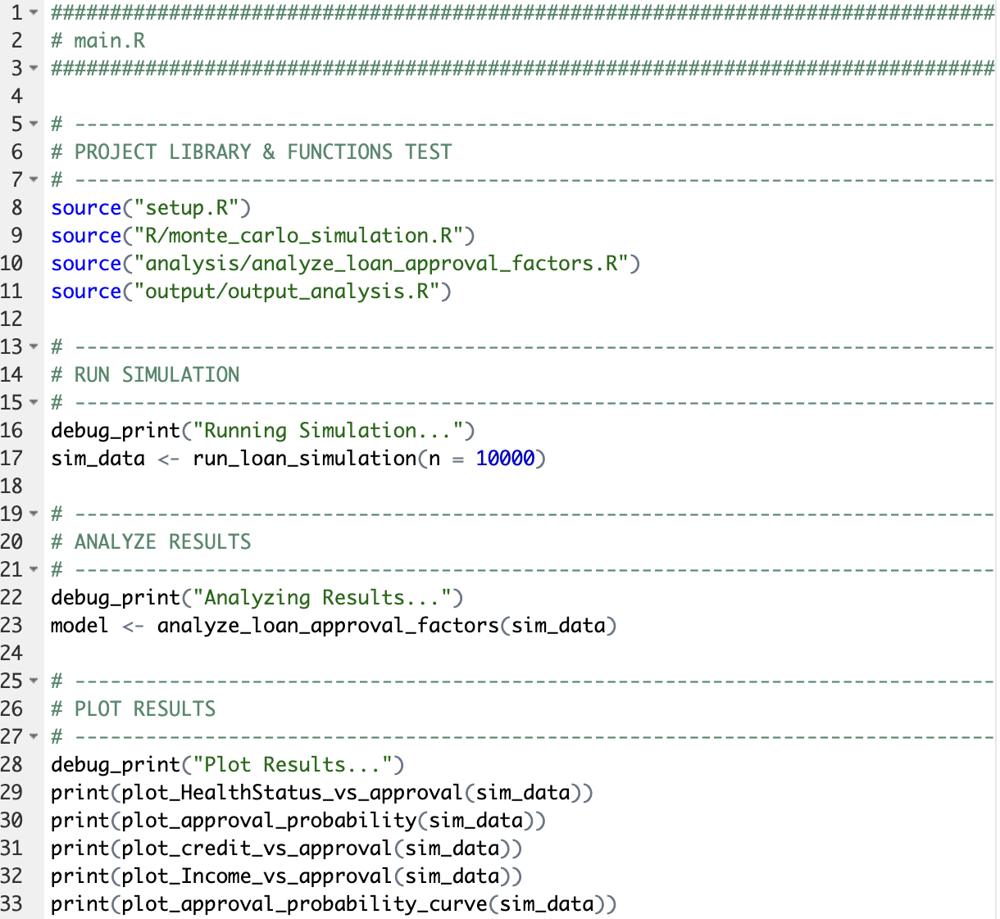 1 ################################################################################
2 # main.R
3 ################################################################################
4
5 # ------------------------------------------------------------------------------
6 # PROJECT LIBRARY & FUNCTIONS TEST
7 # ------------------------------------------------------------------------------
8 source("setup.R")
9 source("R/monte_carlo_simulation.R")
10 source("analysis/analyze_loan_approval_factors.R")
11 source("output/output_analysis.R")
12
13 # ------------------------------------------------------------------------------
14 # RUN SIMULATION
15 # ------------------------------------------------------------------------------
16 debug_print("Running Simulation...")
17 sim_data <- run_loan_simulation(n = 10000)
18
19 # ------------------------------------------------------------------------------
20 # ANALYZE RESULTS
21 # ------------------------------------------------------------------------------
22 debug_print("Analyzing Results...")
23 model <- analyze_loan_approval_factors(sim_data)
24
25 # ------------------------------------------------------------------------------
26 # PLOT RESULTS
27 # ------------------------------------------------------------------------------
28 debug_print("Plot Results...")
29 print(plot_HealthStatus_vs_approval(sim_data))
30 print(plot_approval_probability(sim_data))
31 print(plot_credit_vs_approval(sim_data))
32 print(plot_Income_vs_approval(sim_data))
33 print(plot_approval_probability_curve(sim_data))